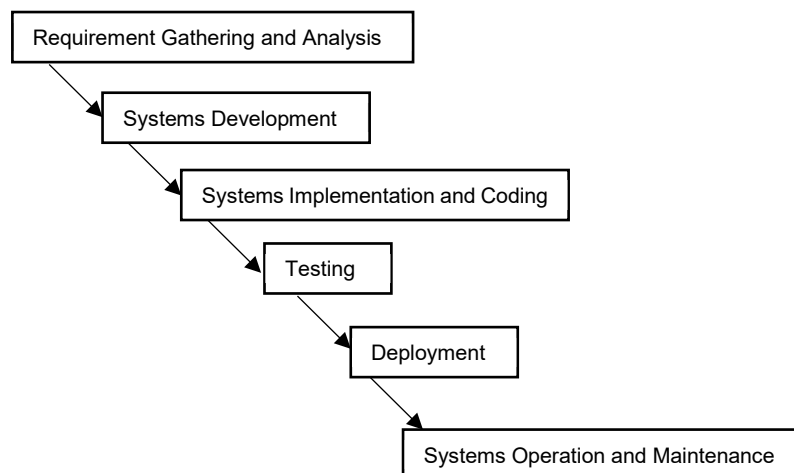 Requirement Gathering and Analysis
Systems Development
Systems Implementation and Coding
Testing
Deployment
Systems Operation and Maintenance